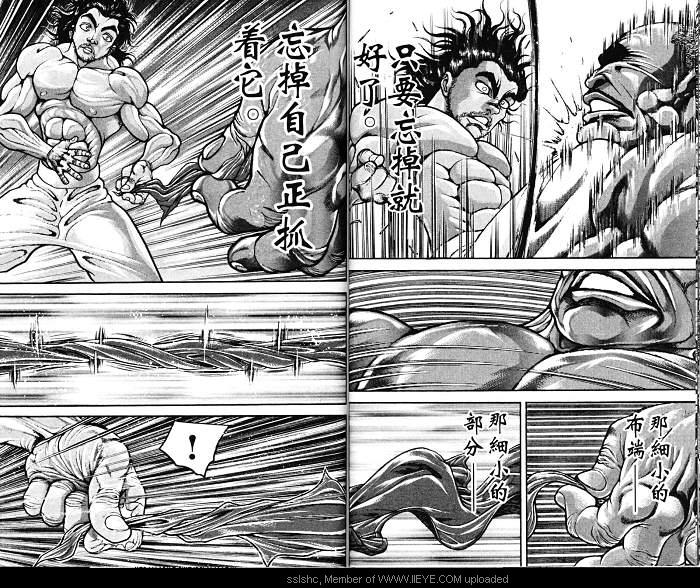 只要忘掉就
好了。
那細小的
布端——
那細小的
部分——
忘掉自己正抓
着它。
！
sslshc, Member of WWW.IIEYE.COM uploaded